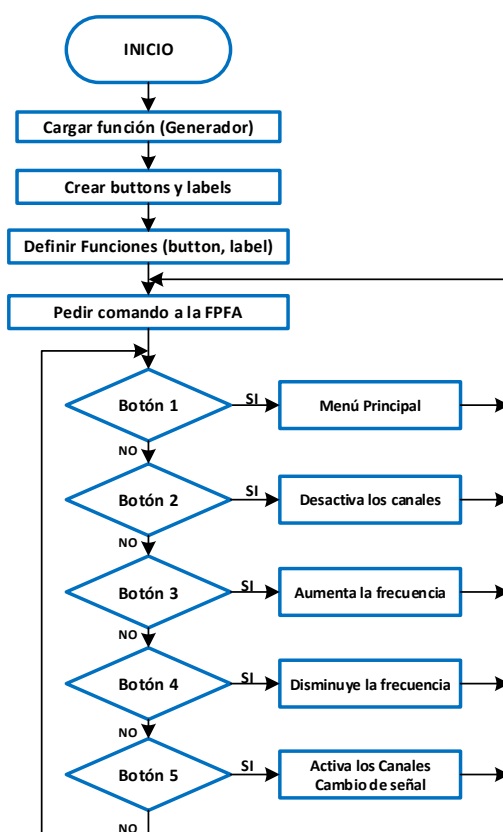 INICIO
Cargar función (Generador)
Crear buttons y labels
Definir Funciones (button, label)
Pedir comando a la FPFA
Botón 1
SI
Menú Principal
NO
Botón 2
SI
Desactiva los canales
NO
Botón 3
SI
Aumenta la frecuencia
NO
Botón 4
SI
Disminuye la frecuencia
NO
Botón 5
SI
Activa los Canales
Cambio de señal
NO